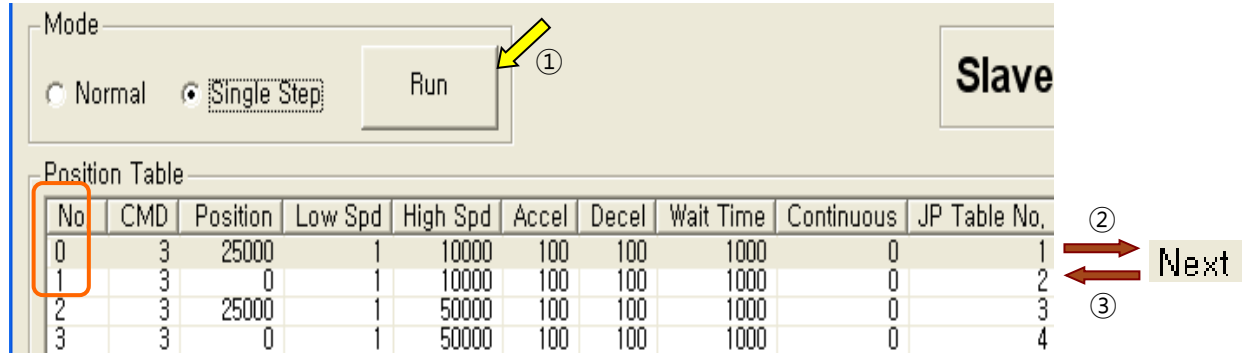 Mode
①
Normal Single Step Run
Slave
Position Table
No CMD Position Low Spd High Spd Accel Decel Wait Time Continuous JP Table No.
②
0 3 25000 1 10000 100 100 1000 0 1
Next
1 3 0 1 10000 100 100 1000 0 2
③
2 3 25000 1 50000 100 100 1000 0 3
3 3 0 1 50000 100 100 1000 0 4